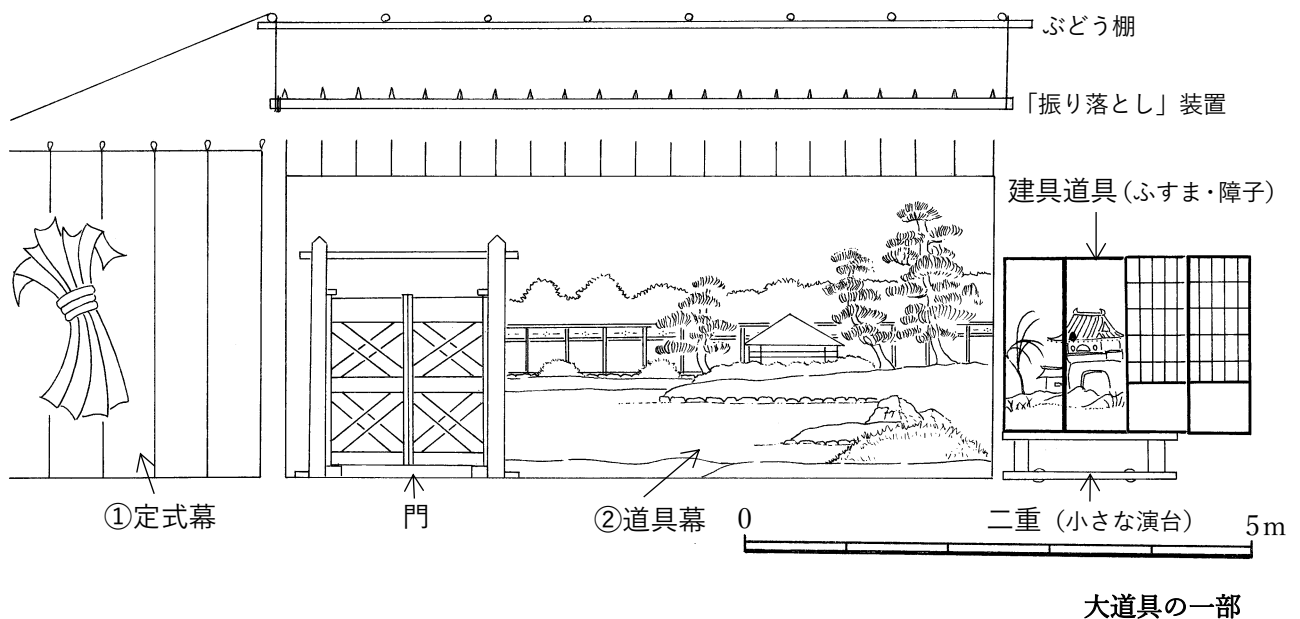 ぶどう棚
「振り落とし」装置
建具道具（ふすま・障子）
①定式幕
門
②道具幕
二重（小さな演台）
0
5m
大道具の一部